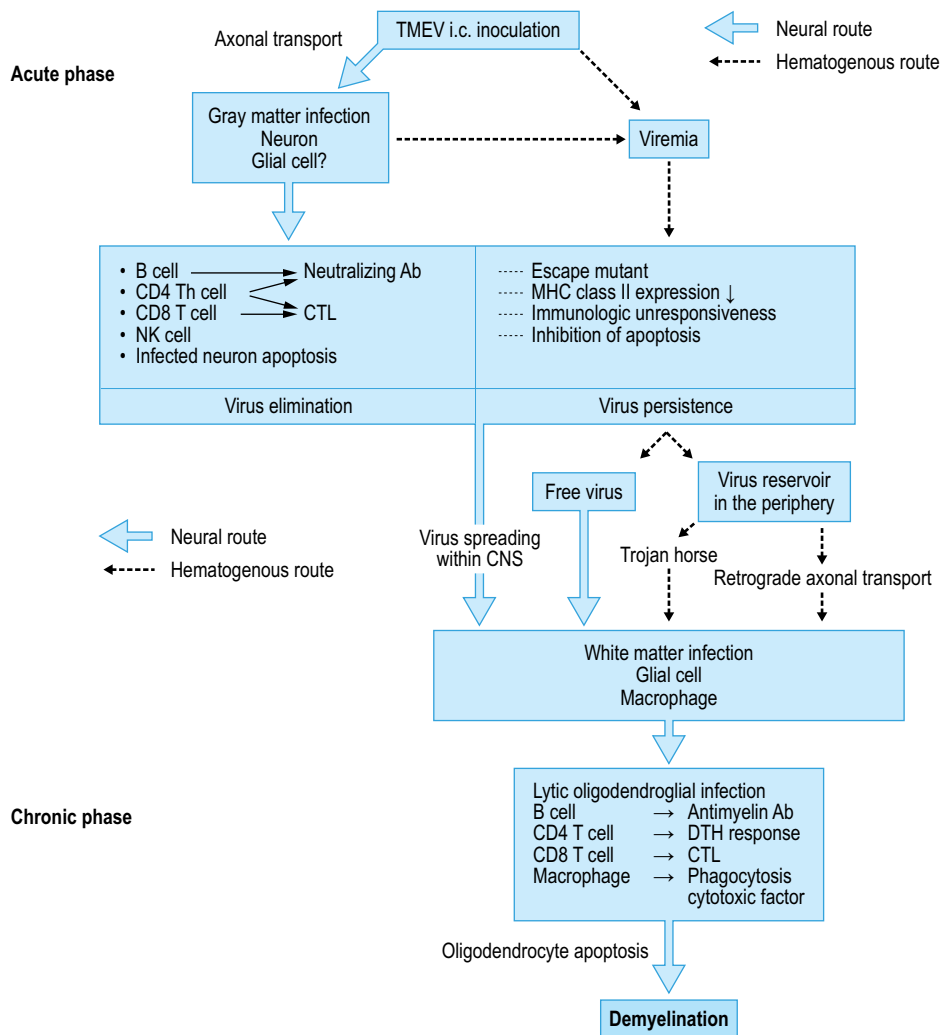 TMEV i.c. inoculation
Axonal transport
Neural route
Hematogenous route
Acute phase
Gray matter infection
Neuron
Glial cell?
Viremia
• B cell → Neutralizing Ab
• CD4 Th cell
• CD8 T cell → CTL
• NK cell
• Infected neuron apoptosis
Escape mutant
MHC class II expression ↓
Immunologic unresponsiveness
Inhibition of apoptosis
Virus elimination
Virus persistence
Free virus
Virus reservoir
in the periphery
Neural route
Hematogenous route
Virus spreading
within CNS
Trojan horse
Retrograde axonal transport
White matter infection
Glial cell
Macrophage
Chronic phase
Lytic oligodendroglial infection
B cell → Antimyelin Ab
CD4 T cell → DTH response
CD8 T cell → CTL
Macrophage → Phagocytosis
cytotoxic factor
Oligodendrocyte apoptosis
Demyelination